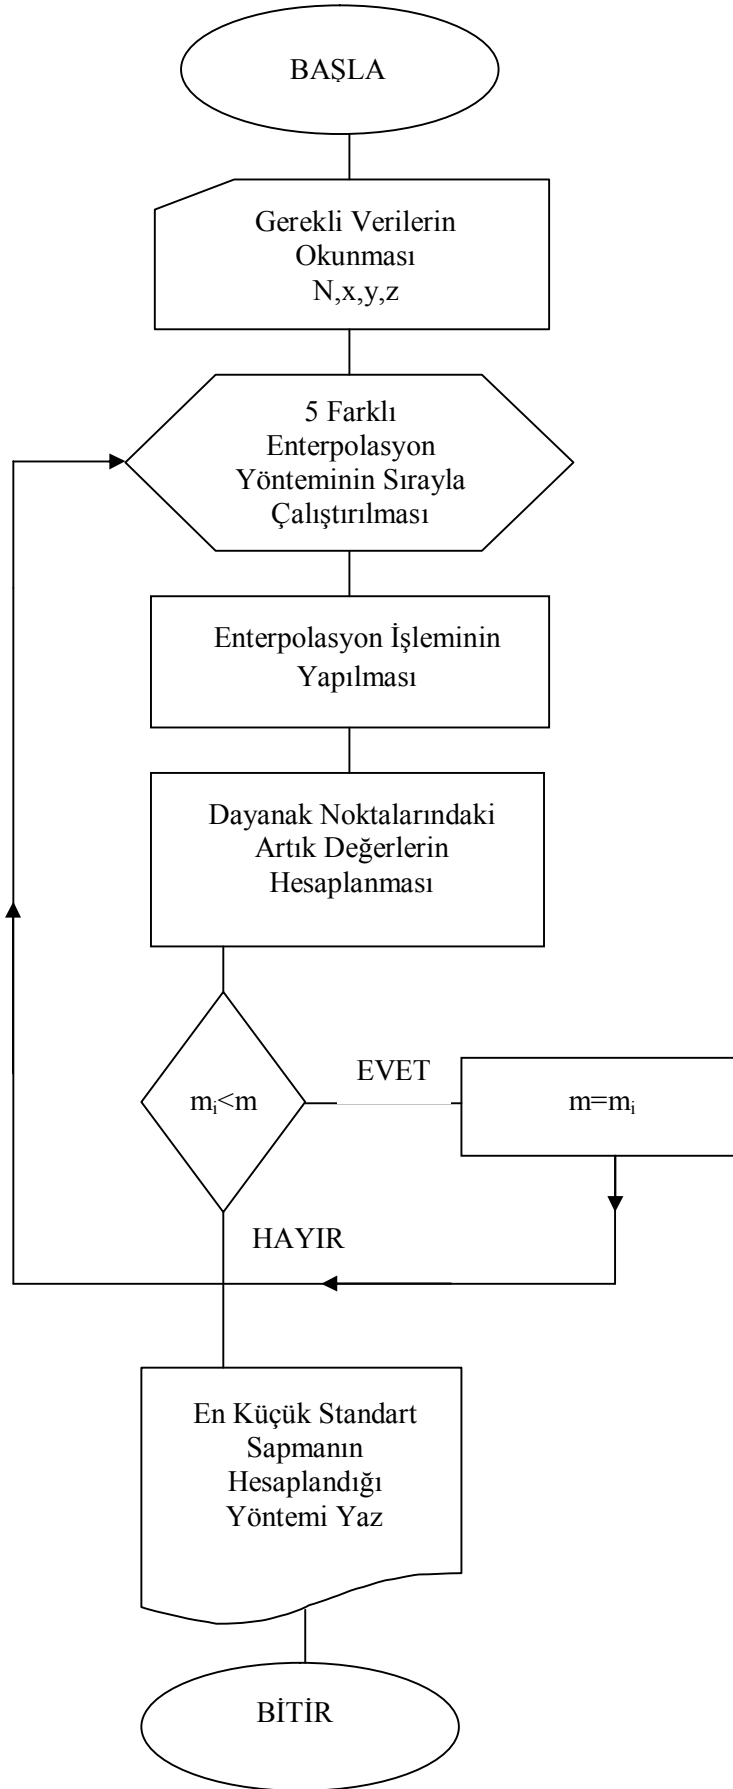 BAŞLA
Gerekli Verilerin
Okunması
N,x,y,z
5 Farklı
Enterpolasyon
Yönteminin Sırayla
Çalıştırılması
Enterpolasyon İşleminin
Yapılması
Dayanak Noktalarındaki
Artık Değerlerin
Hesaplanması
mᵢ<m
EVET
m=mᵢ
HAYIR
En Küçük Standart
Sapmanın
Hesaplandığı
Yöntemi Yaz
BİTİR